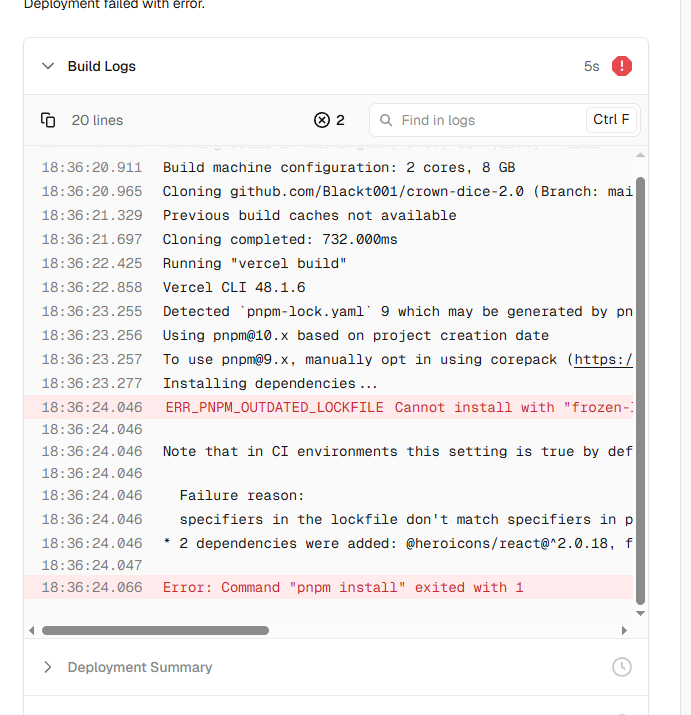 Deployment failed with error.
Build Logs
5s
20 lines
2
Find in logs
Ctrl F
18:36:20.911 Build machine configuration: 2 cores, 8 GB
18:36:20.965 Cloning github.com/Blackt001/crown-dice-2.0 (Branch: mai
18:36:21.329 Previous build caches not available
18:36:21.697 Cloning completed: 732.000ms
18:36:22.425 Running "vercel build"
18:36:22.858 Vercel CLI 48.1.6
18:36:23.255 Detected `pnpm-lock.yaml` 9 which may be generated by pn
18:36:23.256 Using pnpm@10.x based on project creation date
18:36:23.257 To use pnpm@9.x, manually opt in using corepack (https:/
18:36:23.277 Installing dependencies...
18:36:24.046 ERR_PNPM_OUTDATED_LOCKFILE Cannot install with "frozen-
18:36:24.046
18:36:24.046 Note that in CI environments this setting is true by def
18:36:24.046
18:36:24.046 Failure reason:
18:36:24.046 specifiers in the lockfile don't match specifiers in p
18:36:24.046 * 2 dependencies were added: @heroicons/react@^2.0.18, f
18:36:24.047
18:36:24.066 Error: Command "pnpm install" exited with 1
Deployment Summary